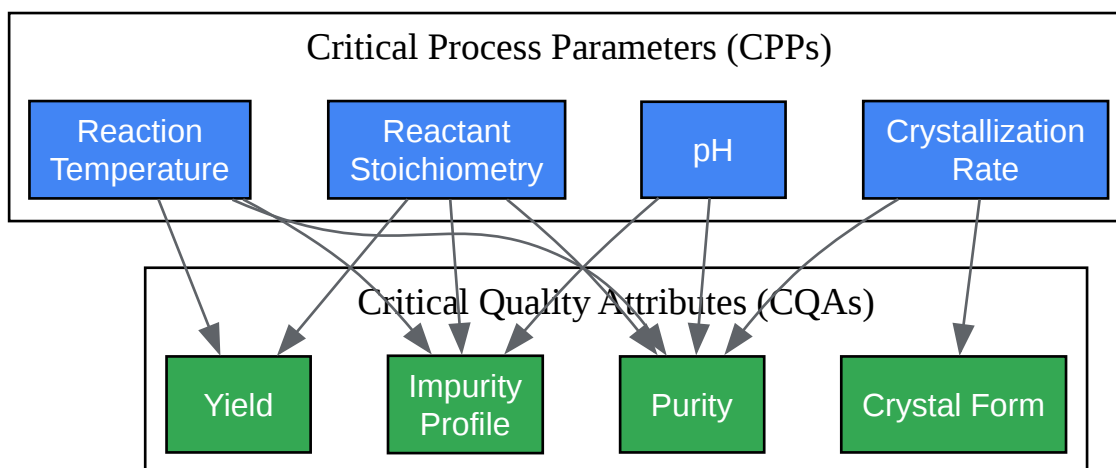 Critical Process Parameters (CPPs)
Reaction
Temperature
Reactant
Stoichiometry
pH
Crystallization
Rate
Critical Quality Attributes (CQAs)
Yield
Impurity
Profile
Purity
Crystal Form